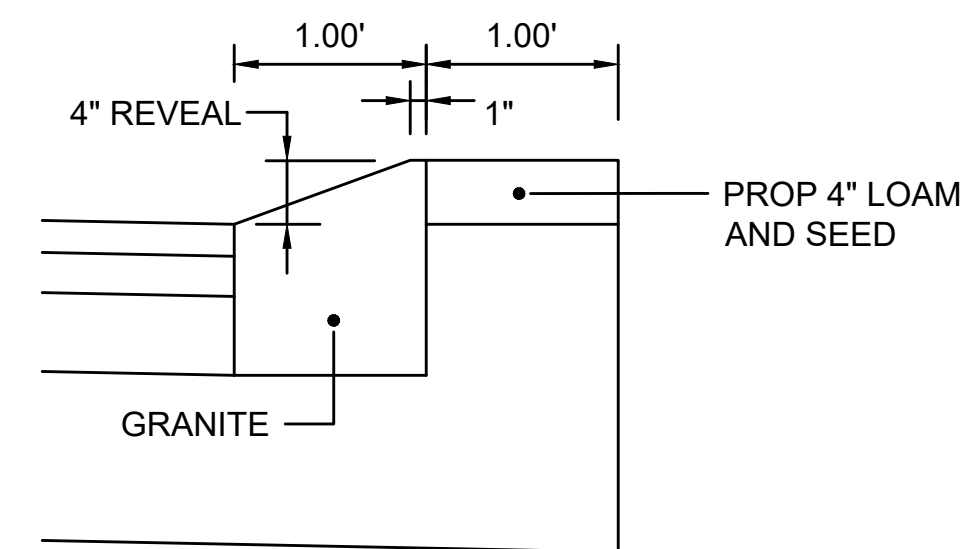 1.00' 1.00'
4" REVEAL
1"
PROP 4" LOAM
AND SEED
GRANITE